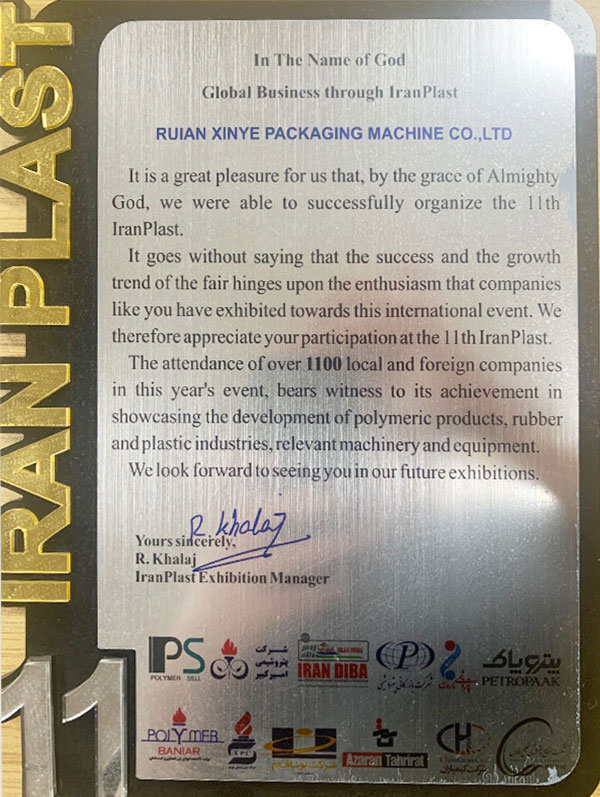 IRAN PLAST
11
In The Name of God
Global Business through IranPlast
RUIAN XINYE PACKAGING MACHINE CO.,LTD
It is a great pleasure for us that, by the grace of Almighty
God, we were able to successfully organize the 11th
IranPlast.
It goes without saying that the success and the growth
trend of the fair hinges upon the enthusiasm that companies
like you have exhibited towards this international event. We
therefore appreciate your participation at the 11th IranPlast.
The attendance of over 1100 local and foreign companies
in this year's event, bears witness to its achievement in
showcasing the development of polymeric products, rubber
and plastic industries, relevant machinery and equipment.
We look forward to seeing you in our future exhibitions.
R. Khalaj
Yours sincerely,
R. Khalaj
IranPlast Exhibition Manager
PS
POLYMER SELL
شرکت
پتروشیمی
امیرکبیر
IRAN DIBA
IRAN DIBA
P
پتروپاک
PETROPAAK
POLYMER
BANIAR
Azaran Tahrirat